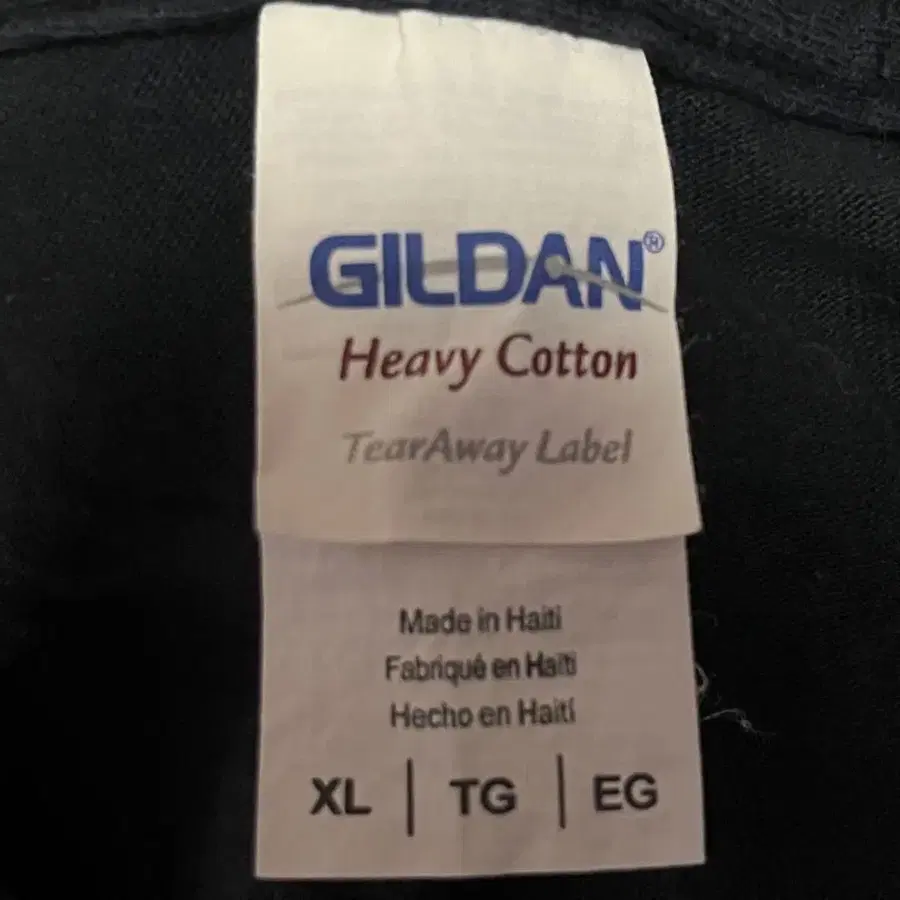 GILDAN®
Heavy Cotton
TearAway Label
Made in Haiti
Fabriqué en Haïti
Hecho en Haití
XL | TG | EG